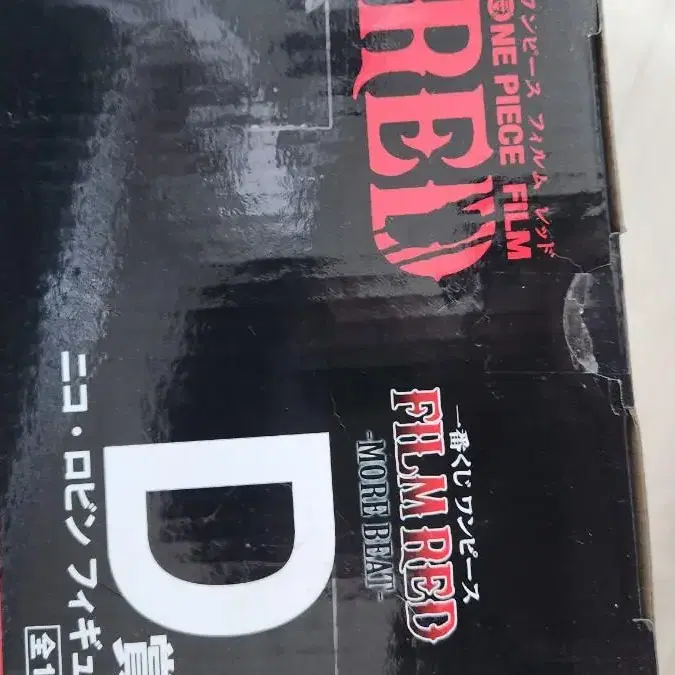 ワンピース フィルム レッド
ONE PIECE FILM
RED
一番くじ ワンピース
FILM RED
-MORE BEAT-
D
賞
ニコ・ロビン フィギュ
全1